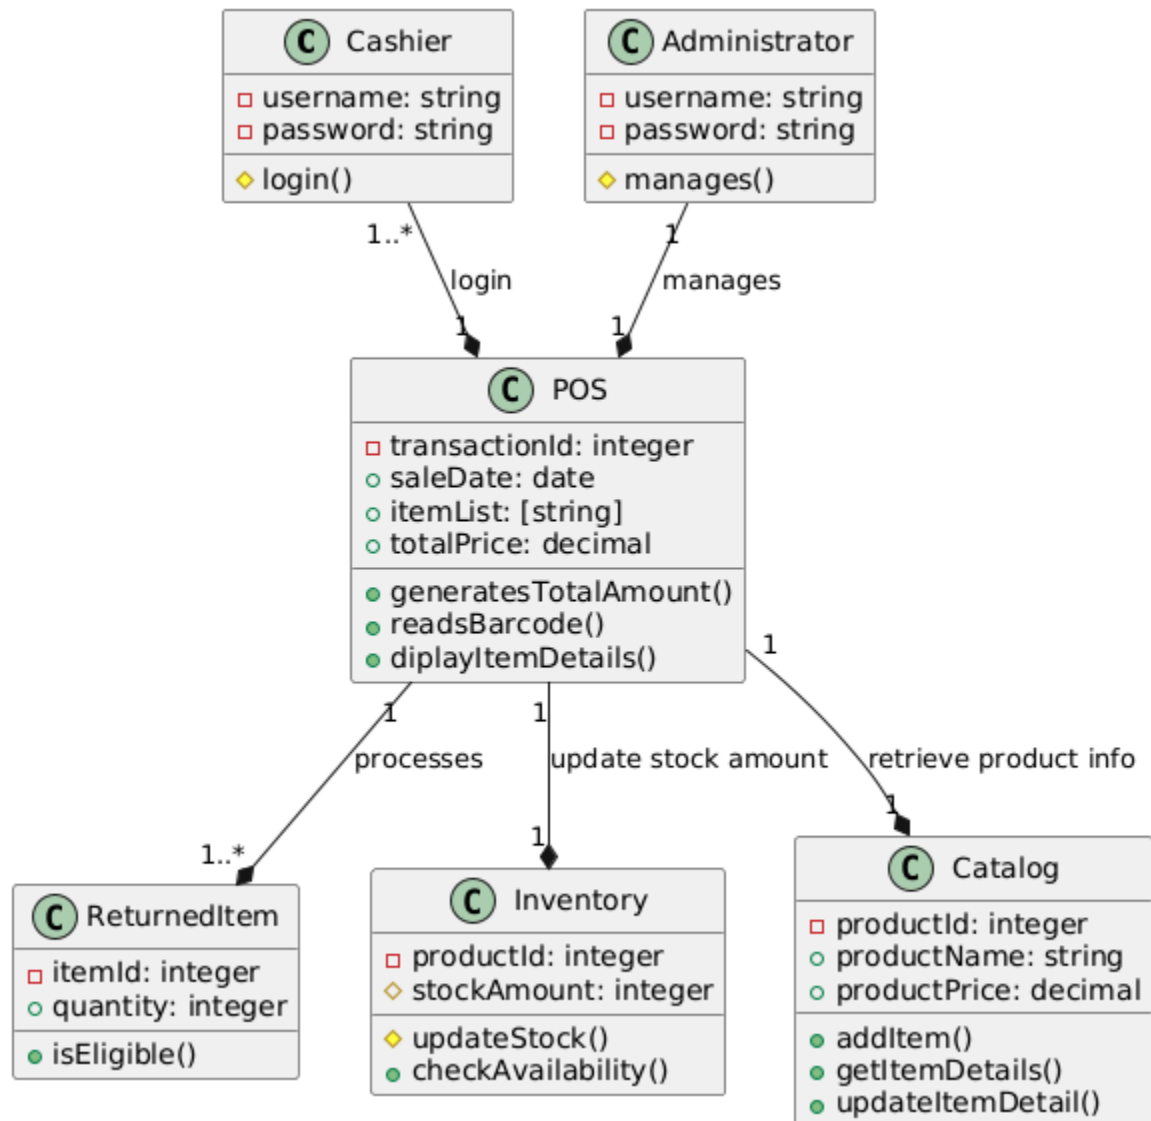 C Cashier
username: string
password: string
login()
C Administrator
username: string
password: string
manages()
1..*
login
1
1
manages
1
C POS
transactionId: integer
saleDate: date
itemList: [string]
totalPrice: decimal
generatesTotalAmount()
readsBarcode()
diplayItemDetails()
1
processes
1..*
1
update stock amount
1
1
retrieve product info
1
C ReturnedItem
itemId: integer
quantity: integer
isEligible()
C Inventory
productId: integer
stockAmount: integer
updateStock()
checkAvailability()
C Catalog
productId: integer
productName: string
productPrice: decimal
addItem()
getItemDetails()
updateItemDetail()